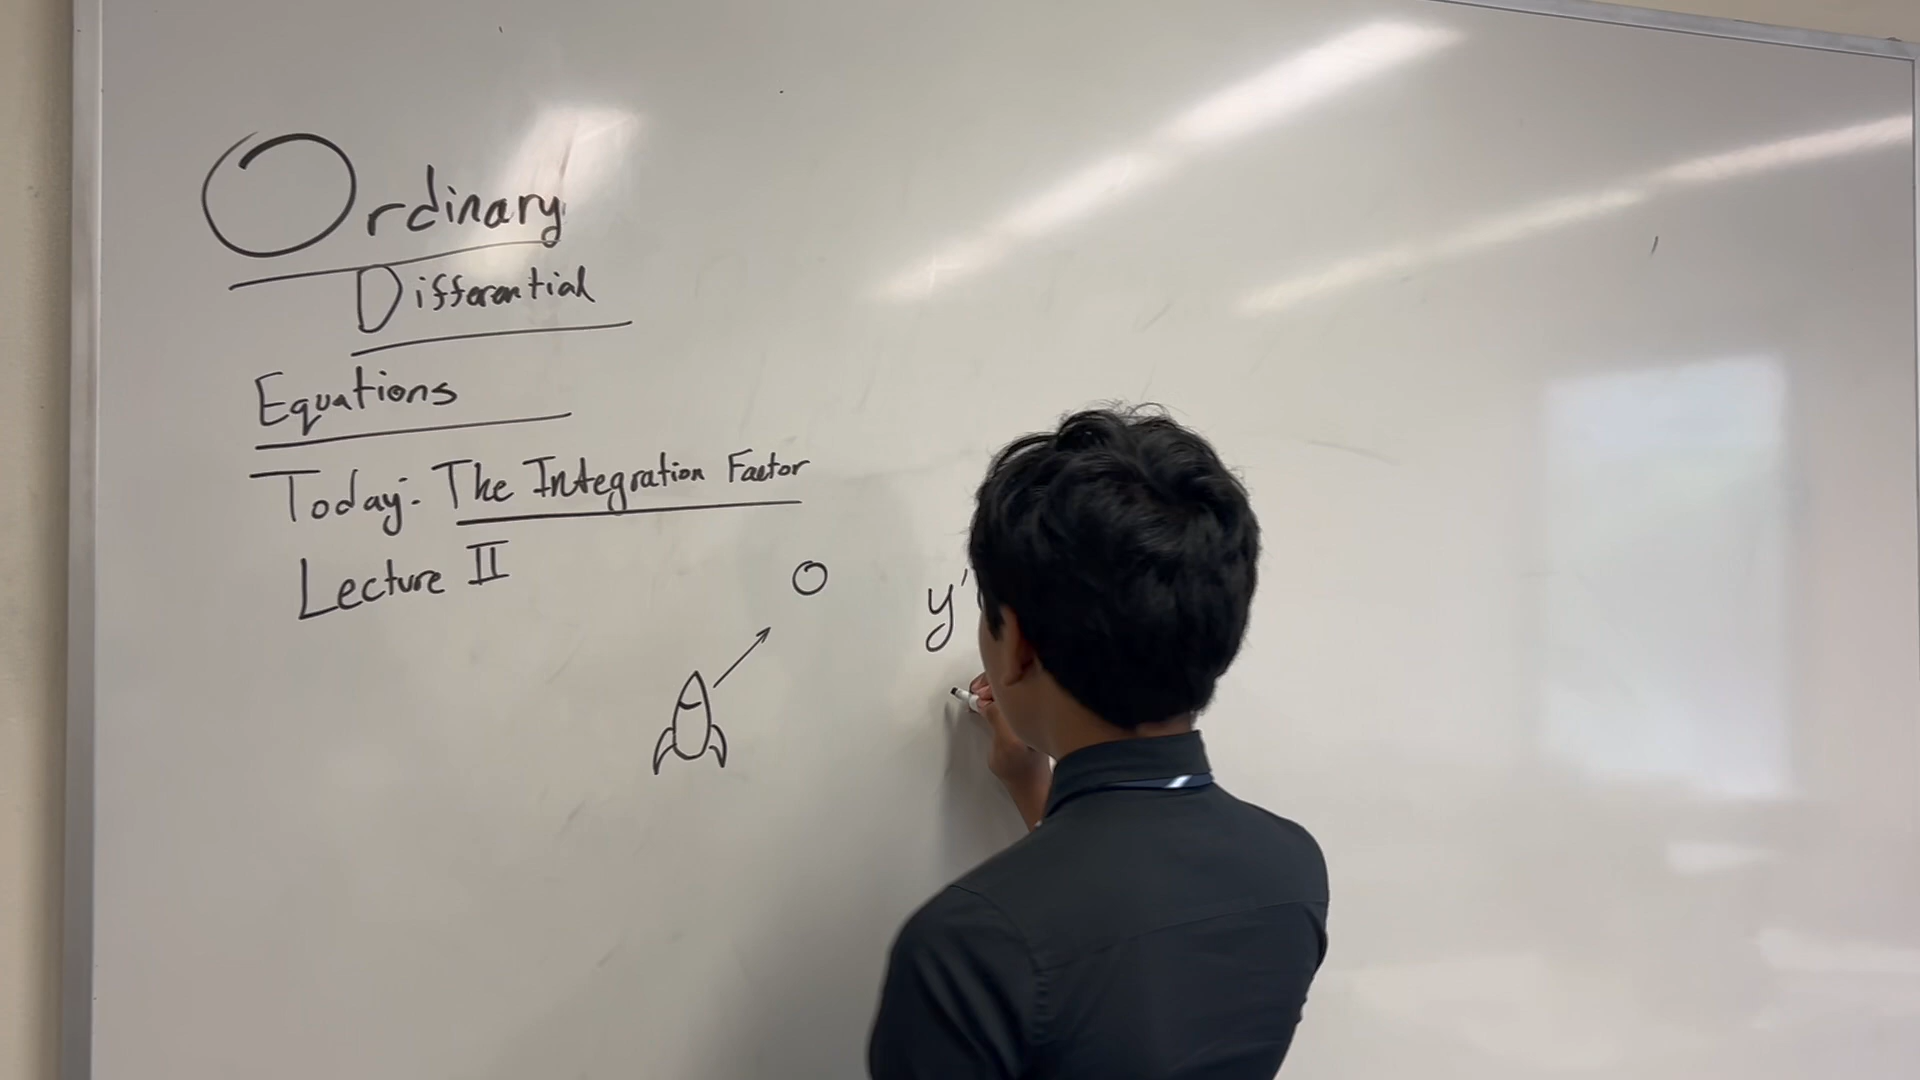 Ordinary
Differential
Equations
Today: The Integration Factor
Lecture II
y'